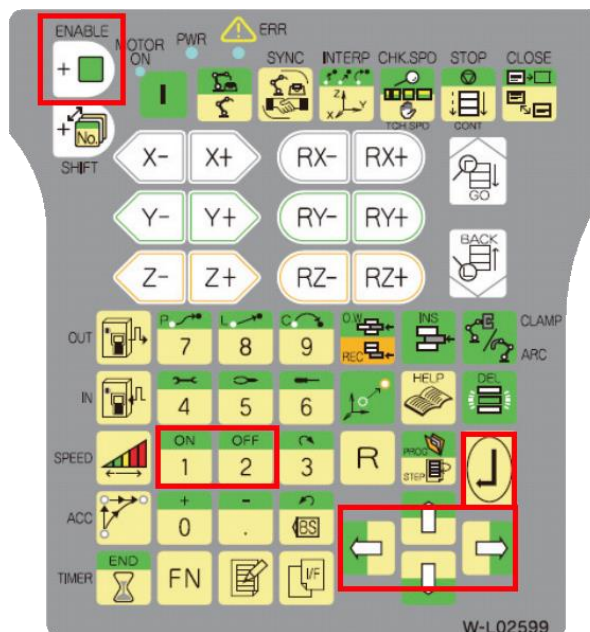 ENABLE
MOTOR ON
PWR
ERR
SYNC
INTERP
CHK.SPD
STOP
CLOSE
+
I
Z
X
Y
TCH SPD
CONT
+
No.
SHIFT
X- X+ RX- RX+
GO
Y- Y+ RY- RY+
BACK
Z- Z+ RZ- RZ+
OUT
P
7
L
8
C
9
O.W
REC
INS
CLAMP
ARC
IN
4
5
6
HELP
DEL
SPEED
ON
1
OFF
2
3
R
PROG
STEP
ACC
+
0
-
.
BS
TIMER
END
FN
I/F
W-L02599